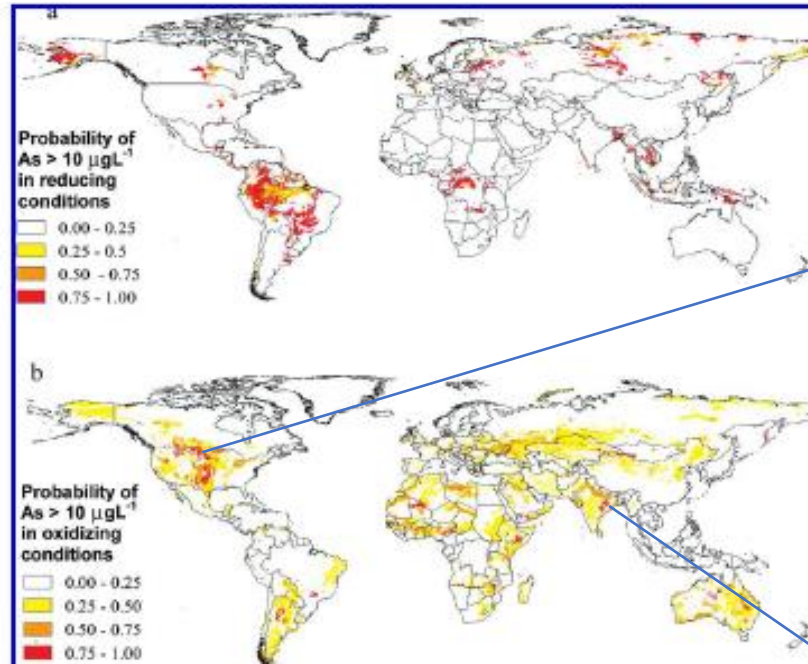 a
Probability of
As > 10 µgL⁻¹
in reducing
conditions
0.00 - 0.25
0.25 - 0.5
0.50 - 0.75
0.75 - 1.00
b
Probability of
As > 10 µgL⁻¹
in oxidizing
conditions
0.00 - 0.25
0.25 - 0.50
0.50 - 0.75
0.75 - 1.00